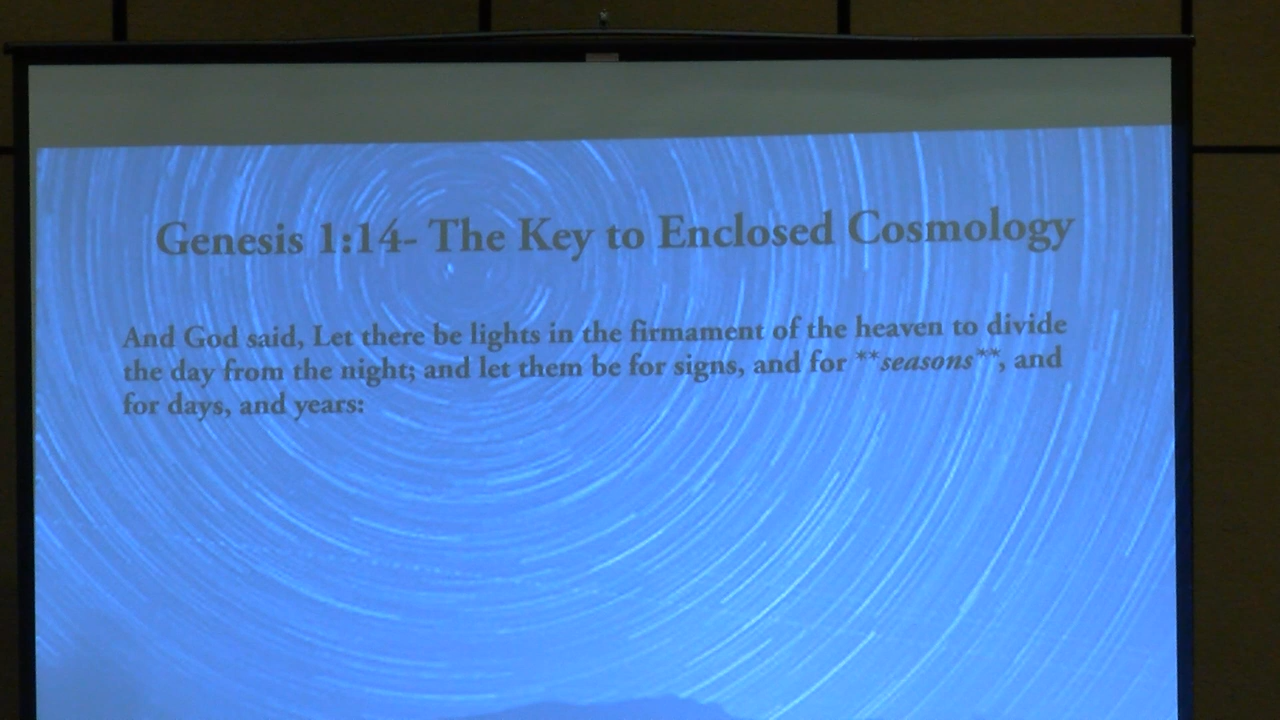 Genesis 1:14- The Key to Enclosed Cosmology
And God said, Let there be lights in the firmament of the heaven to divide
the day from the night; and let them be for signs, and for **seasons**, and
for days, and years: